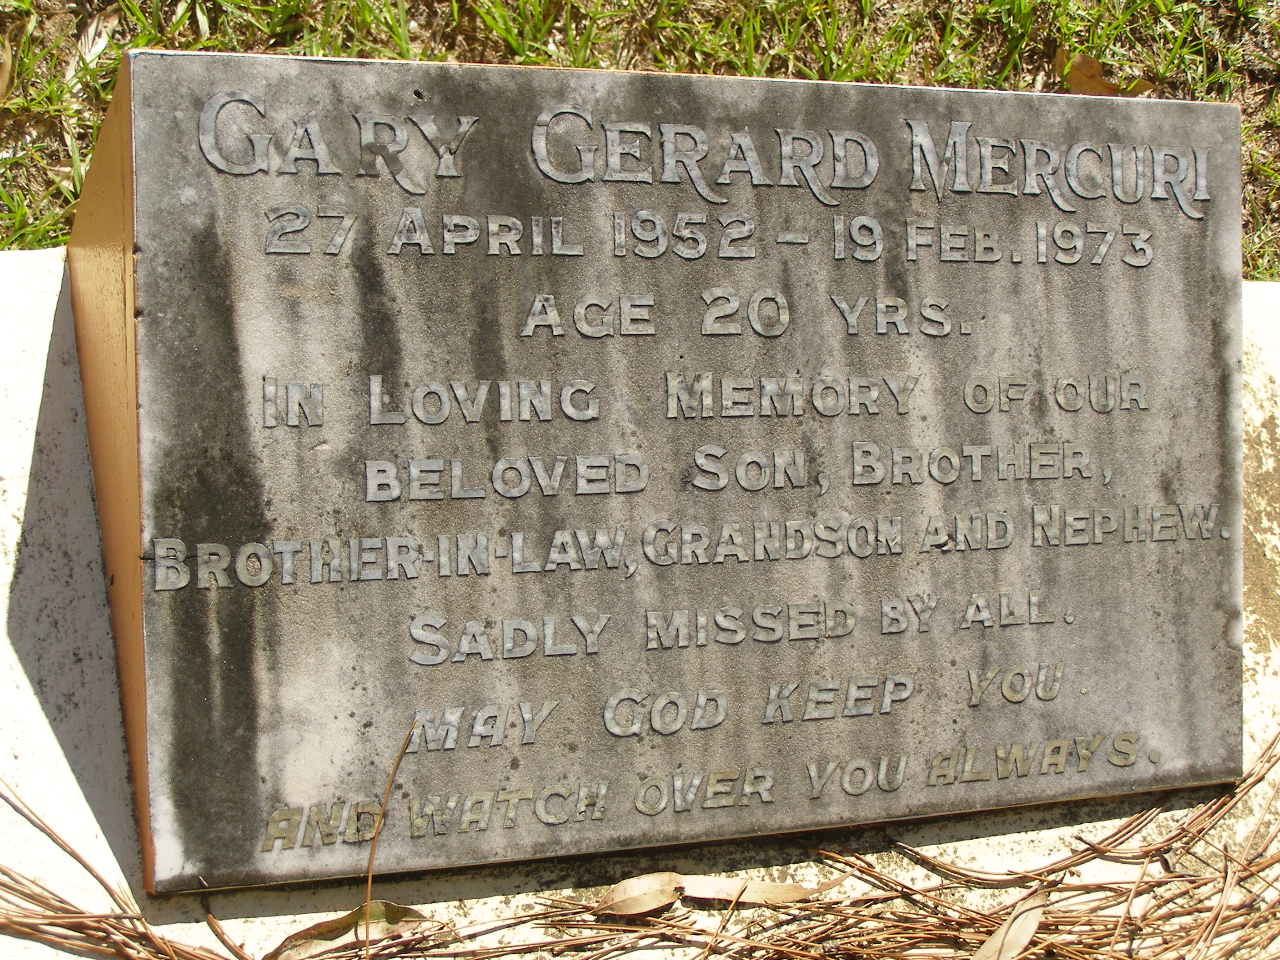 GARY GERARD MERCURI
27 APRIL 1952 – 19 FEB. 1973
AGE 20 YRS.
IN LOVING MEMORY OF OUR
BELOVED SON, BROTHER,
BROTHER-IN-LAW, GRANDSON AND NEPHEW.
SADLY MISSED BY ALL.
MAY GOD KEEP YOU
AND WATCH OVER YOU ALWAYS.